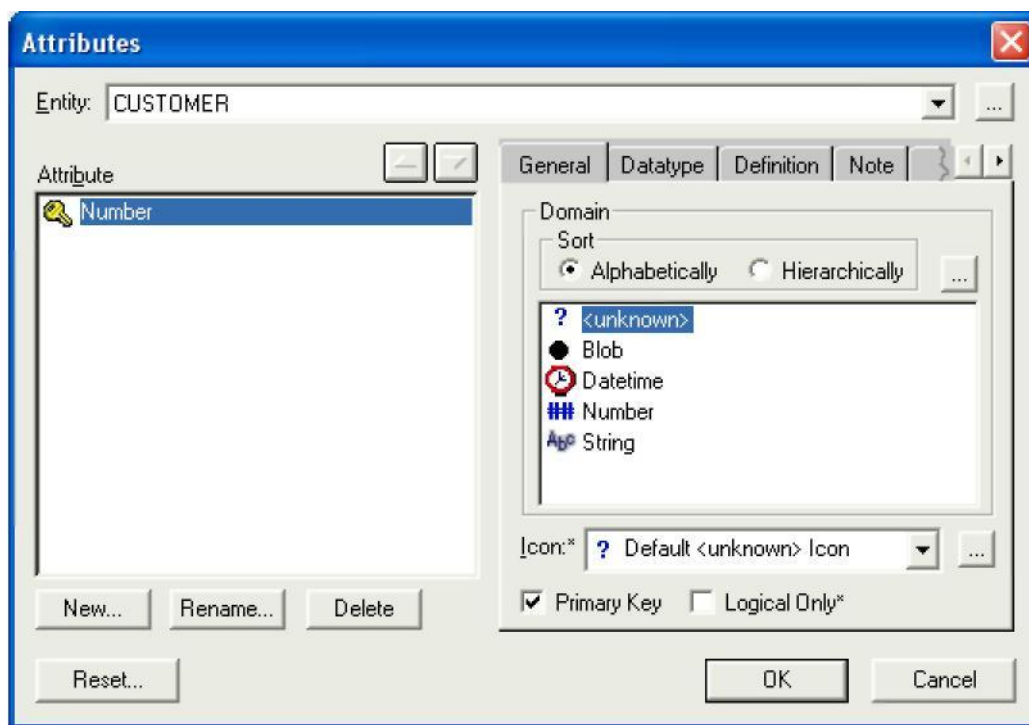 Attributes
Entity: CUSTOMER ...
Attribute
Number
New... Rename... Delete
Reset...
General Datatype Definition Note
Domain
Sort
Alphabetically Hierarchically ...
? <unknown>
Blob
Datetime
Number
Abc String
Icon:* ? Default <unknown> Icon ...
Primary Key Logical Only*
OK Cancel